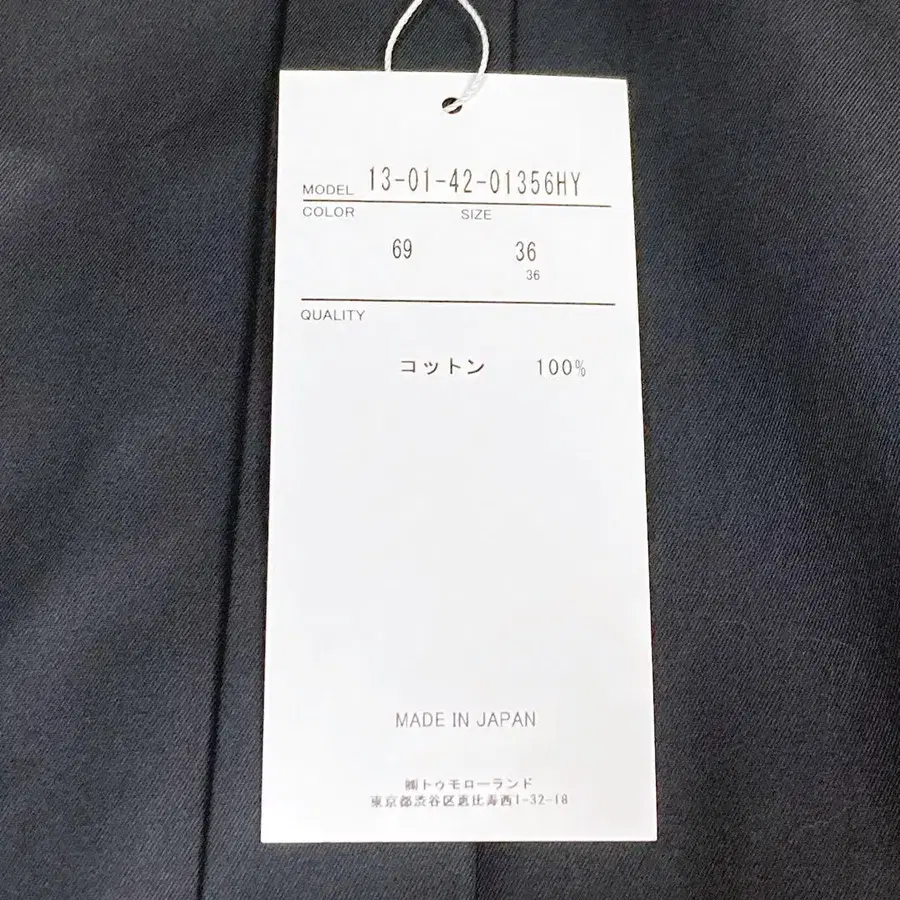 MODEL 13-01-42-01356HY
COLOR SIZE
69 36
36
QUALITY
コットン 100%
MADE IN JAPAN
㈱トゥモローランド
東京都渋谷区恵比寿西1-32-18